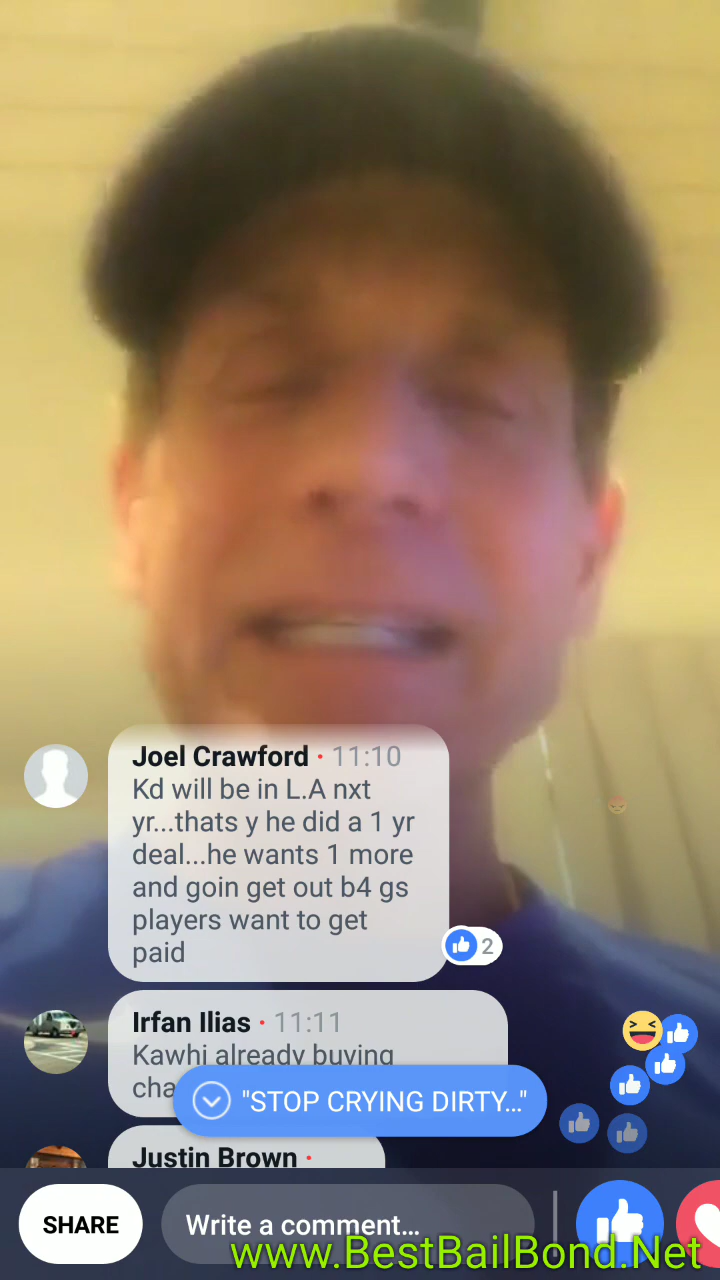 Joel Crawford • 11:10
Kd will be in L.A nxt
yr...thats y he did a 1 yr
deal...he wants 1 more
and goin get out b4 gs
players want to get
paid
2
Irfan Ilias • 11:11
Kawhi already buying
"STOP CRYING DIRTY..."
Justin Brown •
SHARE
Write a comment...
www.BestBailBond.Net